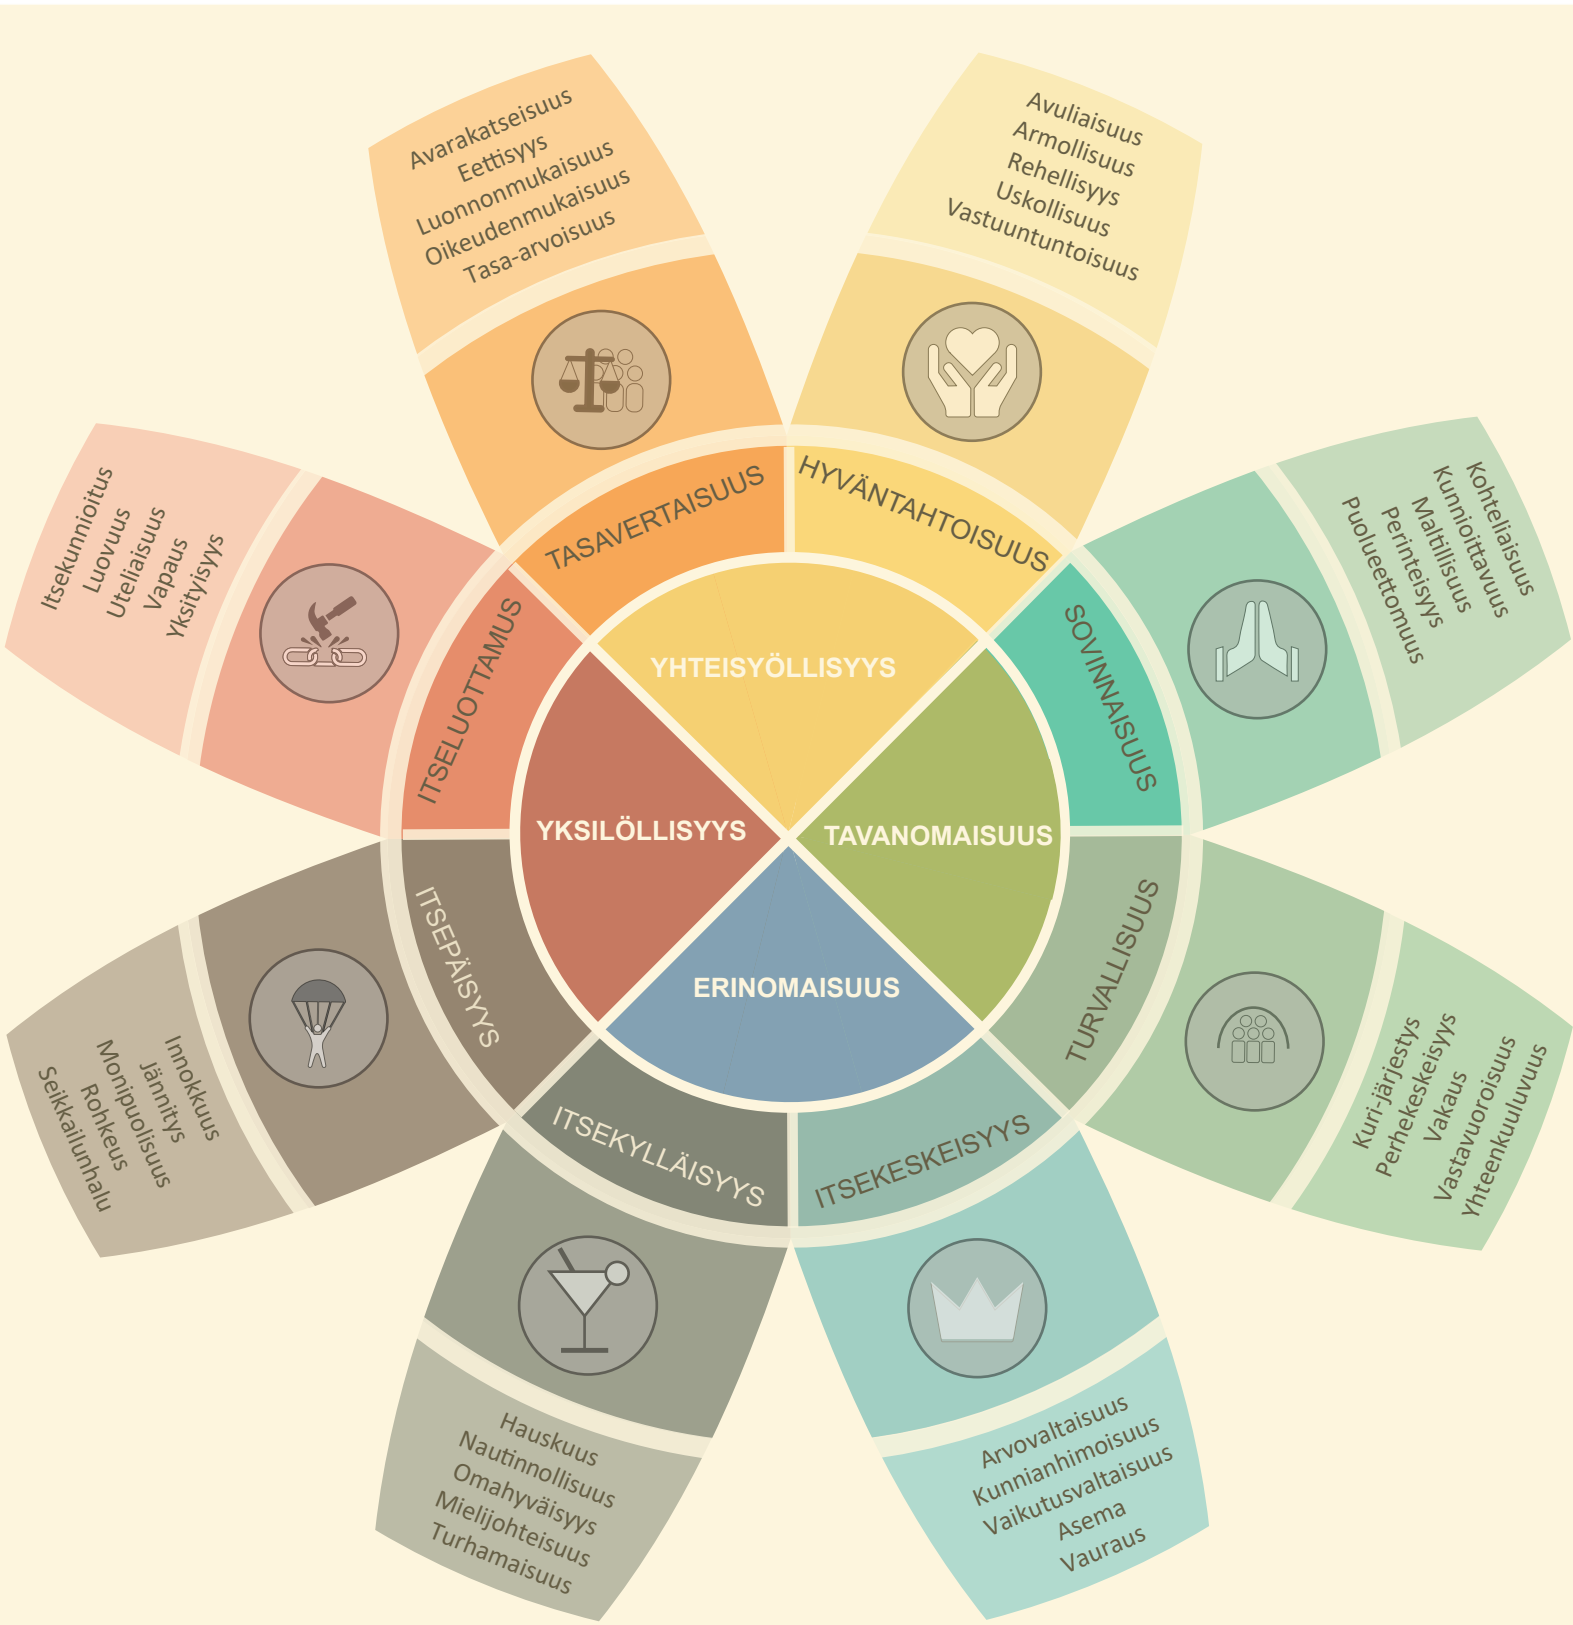 Avarakatseisuus
Eettisyys
Luonnonmukaisuus
Oikeudenmukaisuus
Tasa-arvoisuus
Avuliaisuus
Armollisuus
Rehellisyys
Uskollisuus
Vastuuntuntoisuus
Kohteliaisuus
Kunnioittavuus
Maltillisuus
Perinteisyys
Puolueettomuus
Kuri-järjestys
Perhekeskeisyys
Vakaus
Vastavuoroisuus
Yhteenkuuluvuus
Arvovaltaisuus
Kunnianhimoisuus
Vaikutusvaltaisuus
Asema
Vauraus
Hauskuus
Nautinnollisuus
Omahyväisyys
Mielijohteisuus
Turhamaisuus
Innokkuus
Jännitys
Monipuolisuus
Rohkeus
Seikkailunhalu
Itsekunnioitus
Luovuus
Uteliaisuus
Vapaus
Yksityisyys
TASAVERTAISUUS
HYVÄNTAHTOISUUS
SOVINNAISUUS
TURVALLISUUS
ITSEKESKEISYYS
ITSEKYLLÄISYYS
ITSEPÄISYYS
ITSELUOTTAMUS
YHTEISYÖLLISYYS
TAVANOMAISUUS
ERINOMAISUUS
YKSILÖLLISYYS